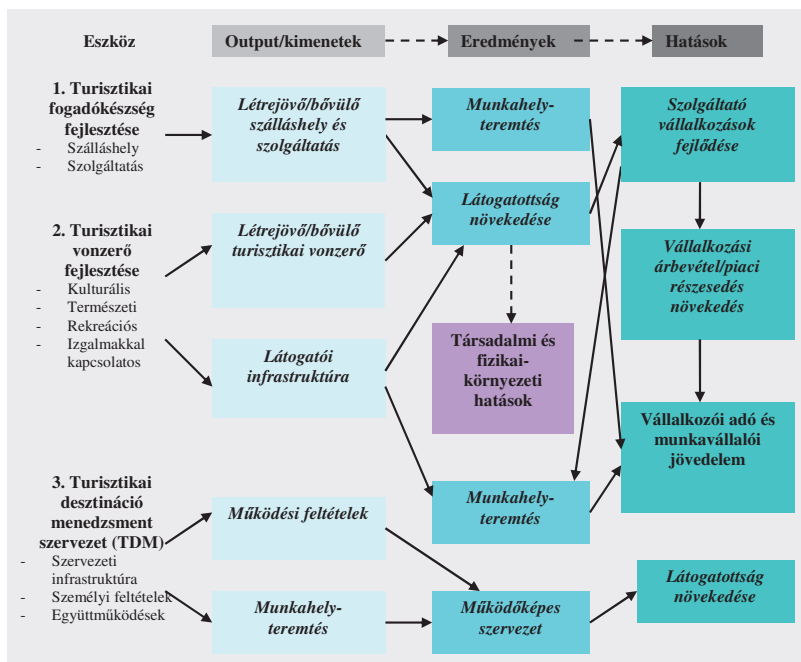 Eszköz
Output/kimenetek
Eredmények
Hatások
1. Turisztikai
fogadókészség
fejlesztése
- Szálláshely
- Szolgáltatás
Létrejövő/bővülő
szálláshely és
szolgáltatás
Munkahely-
teremtés
Szolgáltató
vállalkozások
fejlődése
Látogatottság
növekedése
2. Turisztikai
vonzerő
fejlesztése
- Kulturális
- Természeti
- Rekreációs
- Izgalmakkal
kapcsolatos
Létrejövő/bővülő
turisztikai vonzerő
Vállalkozási
árbevétel/piaci
részesedés
növekedés
Látogatói
infrastruktúra
Társadalmi és
fizikai-
környezeti
hatások
Vállalkozói adó és
munkavállalói
jövedelem
3. Turisztikai
desztináció
menedzsment
szervezet (TDM)
- Szervezeti
infrastruktúra
- Személyi feltételek
- Együttműködések
Működési feltételek
Munkahely-
teremtés
Munkahely-
teremtés
Működőképes
szervezet
Látogatottság
növekedése